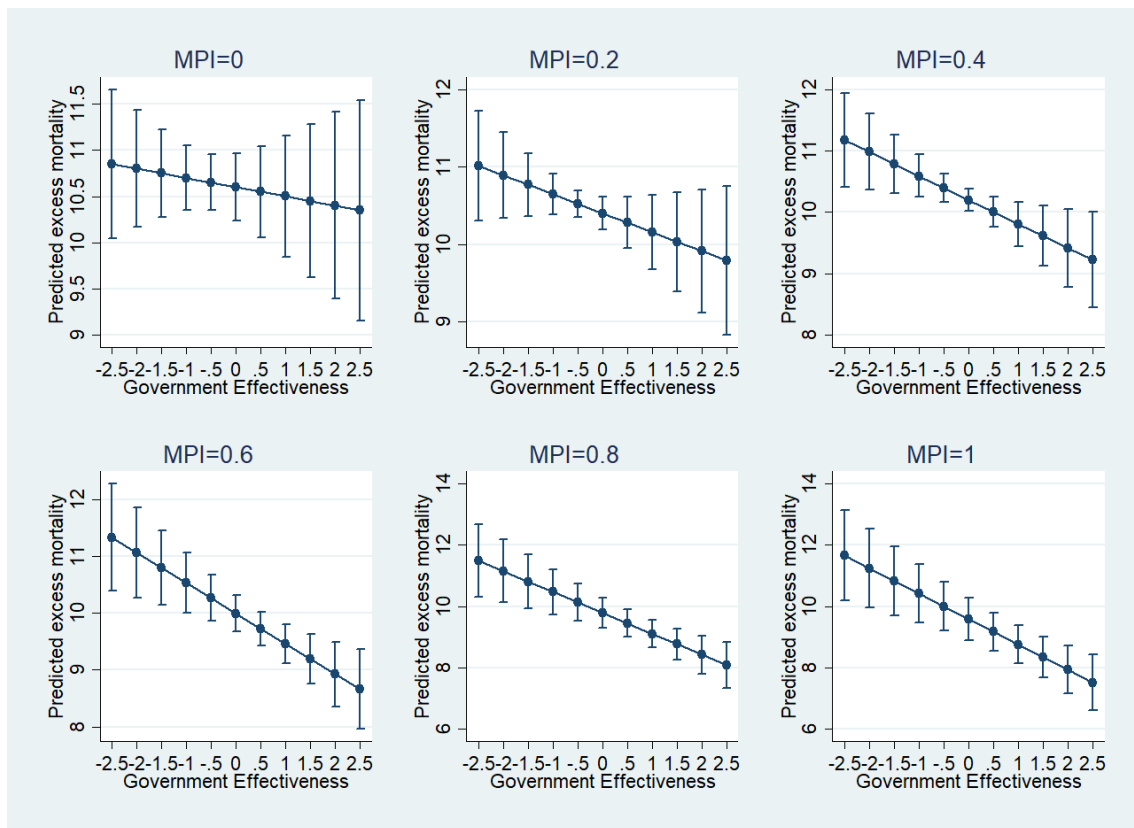 MPI=0
Predicted excess mortality
11.5
11
10.5
10
9.5
9
-2.5 -2 -1.5 -1 -.5 0 .5 1 1.5 2 2.5
Government Effectiveness
MPI=0.2
Predicted excess mortality
12
11
10
9
-2.5 -2 -1.5 -1 -.5 0 .5 1 1.5 2 2.5
Government Effectiveness
MPI=0.4
Predicted excess mortality
12
11
10
9
8
-2.5 -2 -1.5 -1 -.5 0 .5 1 1.5 2 2.5
Government Effectiveness
MPI=0.6
Predicted excess mortality
12
11
10
9
8
-2.5 -2 -1.5 -1 -.5 0 .5 1 1.5 2 2.5
Government Effectiveness
MPI=0.8
Predicted excess mortality
14
12
10
8
6
-2.5 -2 -1.5 -1 -.5 0 .5 1 1.5 2 2.5
Government Effectiveness
MPI=1
Predicted excess mortality
14
12
10
8
6
-2.5 -2 -1.5 -1 -.5 0 .5 1 1.5 2 2.5
Government Effectiveness